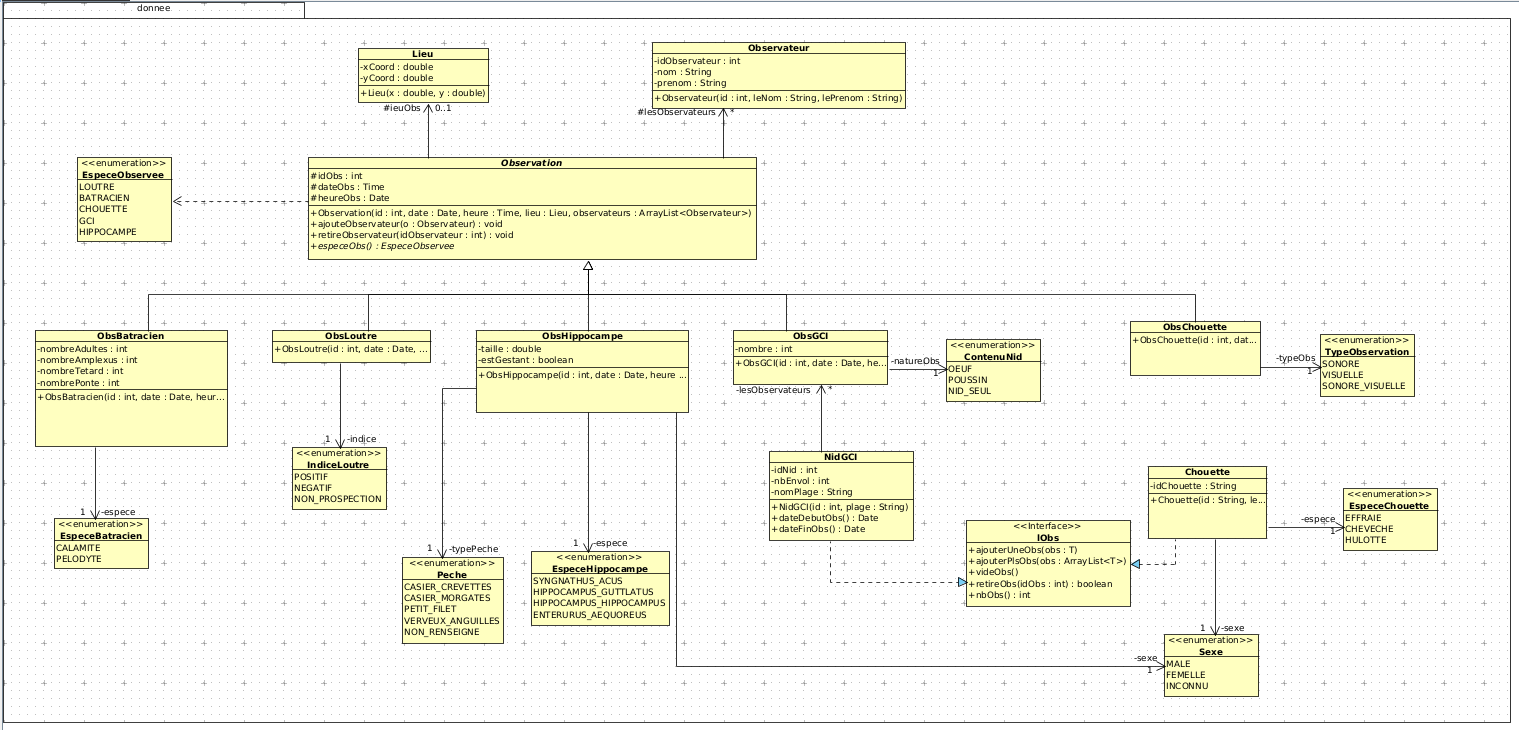 donnee
Lieu
-xCoord : double
-yCoord : double
+Lieu(x : double, y : double)
#ieuObs
0..1
Observateur
-idObservateur : int
-nom : String
-prenom : String
+Observateur(id : int, leNom : String, lePrenom : String)
#lesObservateurs
*
<<enumeration>>
EspeceObservee
LOUTRE
BATRACIEN
CHOUETTE
GCI
HIPPOCAMPE
Observation
#idObs : int
#dateObs : Time
#heureObs : Date
+Observation(id : int, date : Date, heure : Time, lieu : Lieu, observateurs : ArrayList<Observateur>)
+ajouteObservateur(o : Observateur) : void
+retireObservateur(idObservateur : int) : void
+especeObs() : EspeceObservee
ObsBatracien
-nombreAdultes : int
-nombreAmplexus : int
-nombreTetard : int
-nombrePonte : int
+ObsBatracien(id : int, date : Date, heur...
1
-espece
<<enumeration>>
EspeceBatracien
CALAMITE
PELODYTE
ObsLoutre
+ObsLoutre(id : int, date : Date, ...
1
-indice
<<enumeration>>
IndiceLoutre
POSITIF
NEGATIF
NON_PROSPECTION
ObsHippocampe
-taille : double
-estGestant : boolean
+ObsHippocampe(id : int, date : Date, heure ...
1
-typePeche
<<enumeration>>
Peche
CASIER_CREVETTES
CASIER_MORGATES
PETIT_FILET
VERVEUX_ANGUILLES
NON_RENSEIGNE
1
-espece
<<enumeration>>
EspeceHippocampe
SYNGNATHUS_ACUS
HIPPOCAMPUS_GUTTLATUS
HIPPOCAMPUS_HIPPOCAMPUS
ENTERURUS_AEQUOREUS
ObsGCI
-nombre : int
+ObsGCI(id : int, date : Date, he...
-natureObs
1
<<enumeration>>
ContenuNid
OEUF
POUSSIN
NID_SEUL
-lesObservateurs
*
NidGCI
-idNid : int
-nbEnvol : int
-nomPlage : String
+NidGCI(id : int, plage : String)
+dateDebutObs() : Date
+dateFinObs() : Date
ObsChouette
+ObsChouette(id : int, dat...
-typeObs
1
<<enumeration>>
TypeObservation
SONORE
VISUELLE
SONORE_VISUELLE
Chouette
-idChouette : String
+Chouette(id : String, le...
-espece
1
<<enumeration>>
EspeceChouette
EFFRAIE
CHEVECHE
HULOTTE
<<Interface>>
IObs
+ajouterUneObs(obs : T)
+ajouterPlsObs(obs : ArrayList<T>)
+videObs()
+retireObs(idObs : int) : boolean
+nbObs() : int
1
-sexe
-sexe
1
<<enumeration>>
Sexe
MALE
FEMELLE
INCONNU